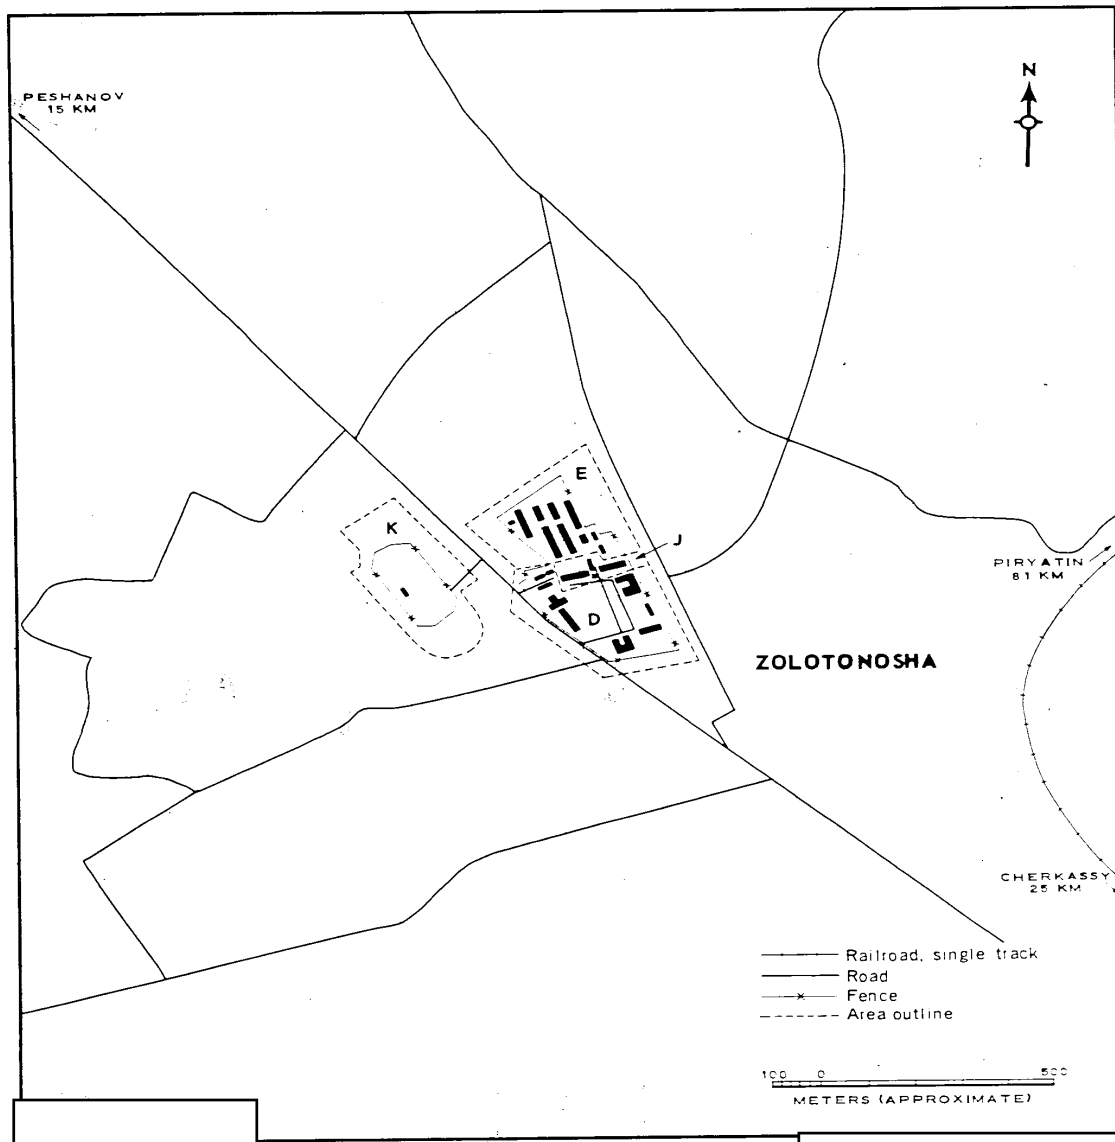 PESHANOV
15 KM
N
E
K
J
PIRYATIN
81 KM
D
ZOLOTONOSHA
CHERKASSY
25 KM
Railroad, single track
Road
Fence
Area outline
100 0 500
METERS (APPROXIMATE)